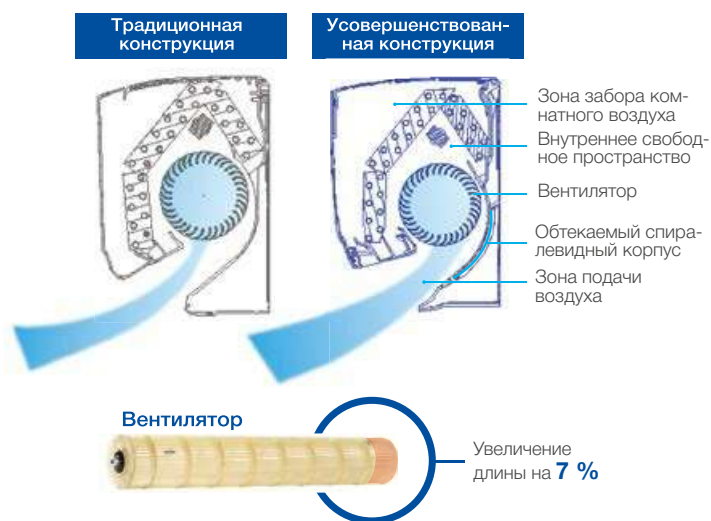 Традиционная
конструкция
Усовершенствован-
ная конструкция
Зона забора ком-
натного воздуха
Внутреннее свобод-
ное пространство
Вентилятор
Обтекаемый спира-
левидный корпус
Зона подачи
воздуха
Вентилятор
Увеличение
длины на 7 %